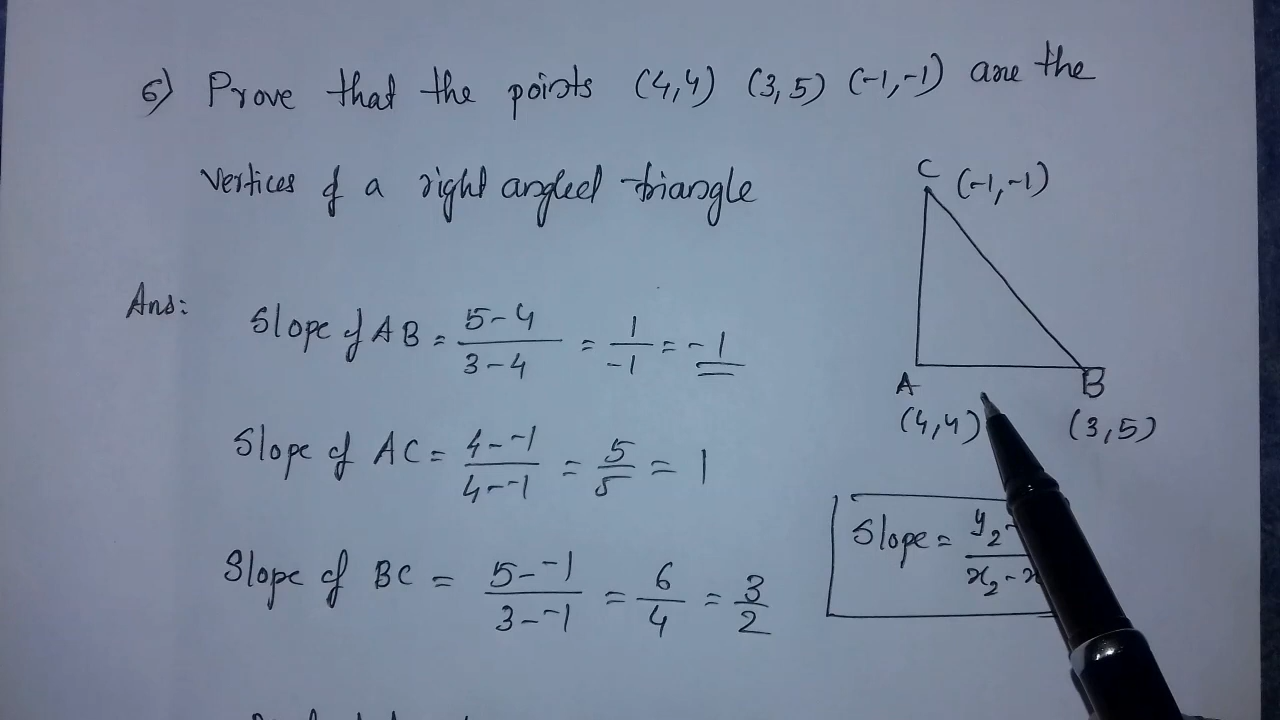 6) Prove that the points (4,4) (3,5) (-1,-1) are the
vertices of a right angled triangle
C (-1,-1)
Ans:
Slope of AB = 5-4 / 3-4 = 1 / -1 = -1
A B
(4,4) (3,5)
Slope of AC = 4--1 / 4--1 = 5 / 5 = 1
Slope = y2- / x2-
Slope of BC = 5--1 / 3--1 = 6 / 4 = 3 / 2